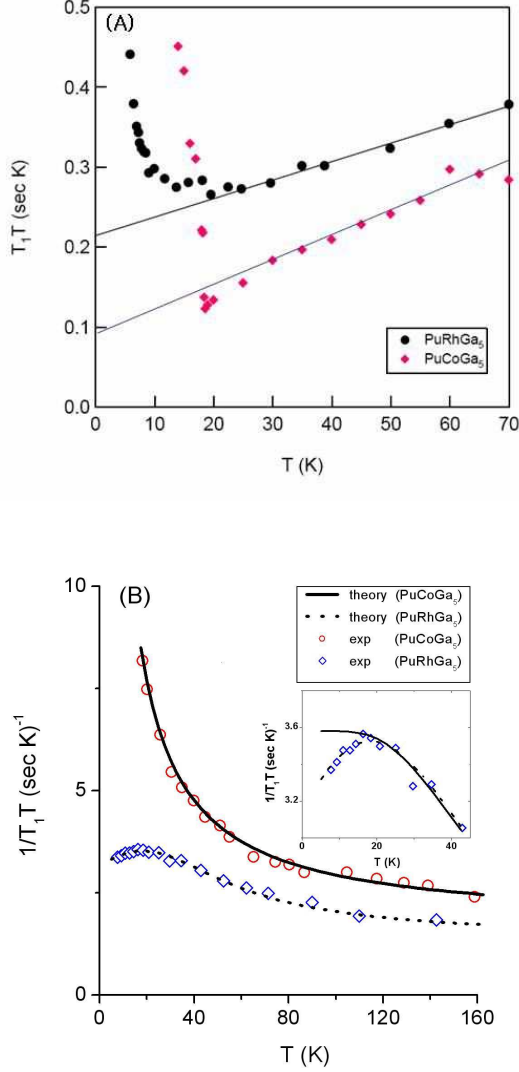 (A)
0.5
0.4
0.3
0.2
0.1
0.0
T₁T (sec K)
PuRhGa₅
PuCoGa₅
0 10 20 30 40 50 60 70
T (K)
(B)
10
5
0
1/T₁T (sec K)⁻¹
theory (PuCoGa₅)
theory (PuRhGa₅)
exp (PuCoGa₅)
exp (PuRhGa₅)
3.6
3.2
1/T₁T (sec K)⁻¹
0 20 40
T (K)
0 40 80 120 160
T (K)